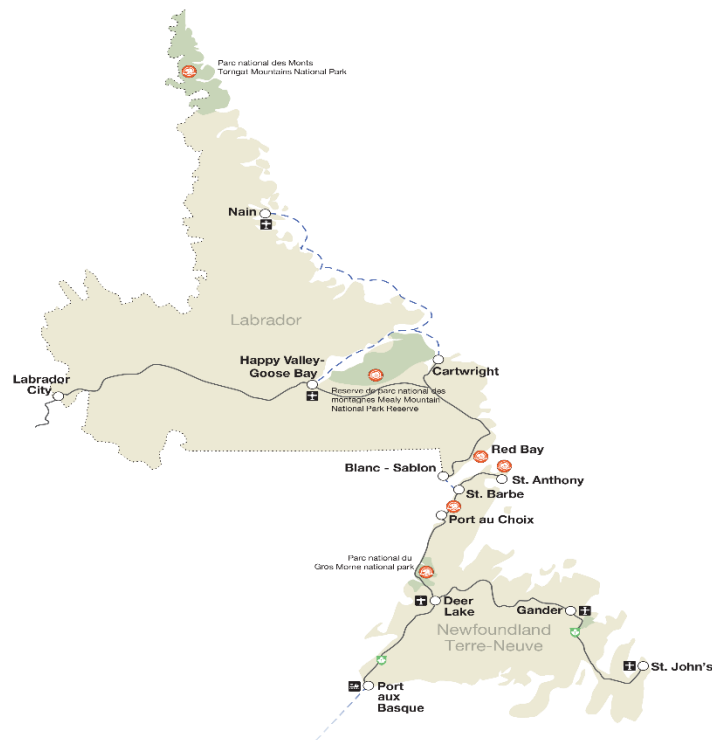 Parc national des Monts
Torngat Mountains National Park
Nain
Labrador
Happy Valley-
Goose Bay
Cartwright
Labrador
City
Reserve de parc national des
montagnes Mealy Mountain
National Park Reserve
Red Bay
Blanc - Sablon
St. Anthony
St. Barbe
Port au Choix
Parc national du
Gros Morne national park
Deer
Lake
Gander
Newfoundland
Terre-Neuve
St. John's
Port
aux
Basque